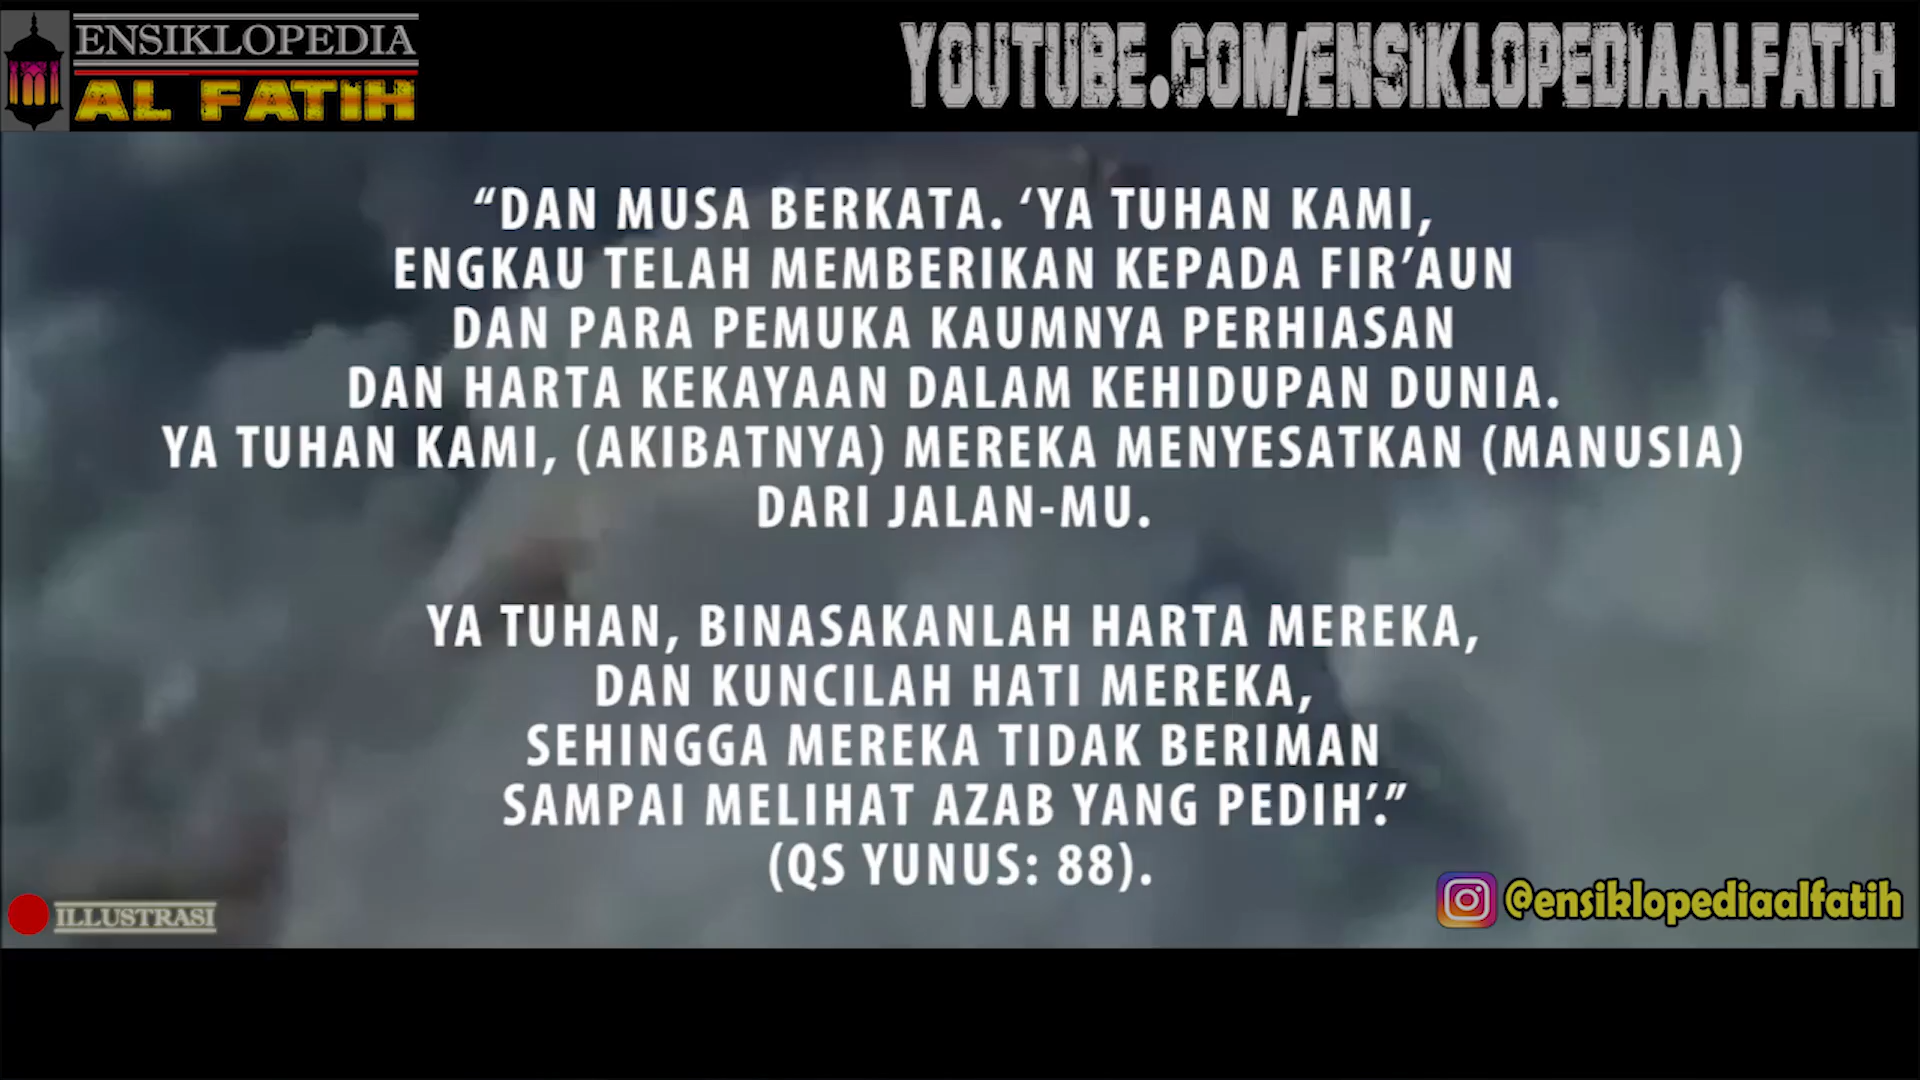 ENSIKLOPEDIA
AL FATIH
YOUTUBE.COM/ENSIKLOPEDIAALFATIH
“DAN MUSA BERKATA. ‘YA TUHAN KAMI,
ENGKAU TELAH MEMBERIKAN KEPADA FIR’AUN
DAN PARA PEMUKA KAUMNYA PERHIASAN
DAN HARTA KEKAYAAN DALAM KEHIDUPAN DUNIA.
YA TUHAN KAMI, (AKIBATNYA) MEREKA MENYESATKAN (MANUSIA)
DARI JALAN-MU.
YA TUHAN, BINASAKANLAH HARTA MEREKA,
DAN KUNCILAH HATI MEREKA,
SEHINGGA MEREKA TIDAK BERIMAN
SAMPAI MELIHAT AZAB YANG PEDIH’.”
(QS YUNUS: 88).
ILLUSTRASI
@ensiklopediaalfatih